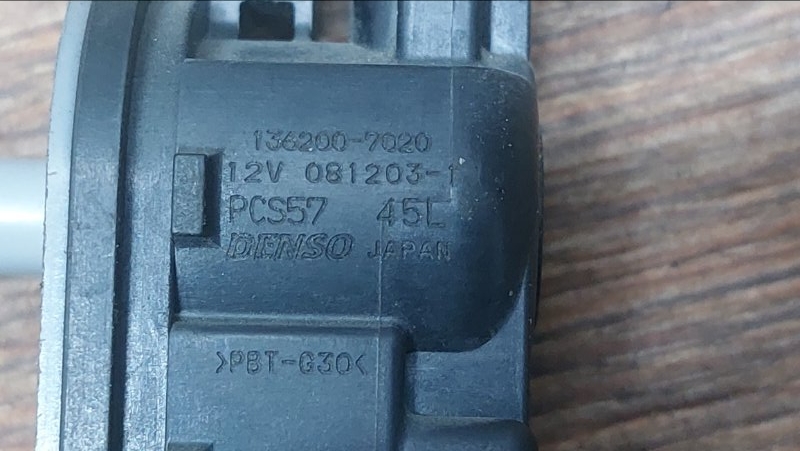 136200-7020
12V 081203-1
PCS57 45L
DENSO JAPAN
>PBT-G30<